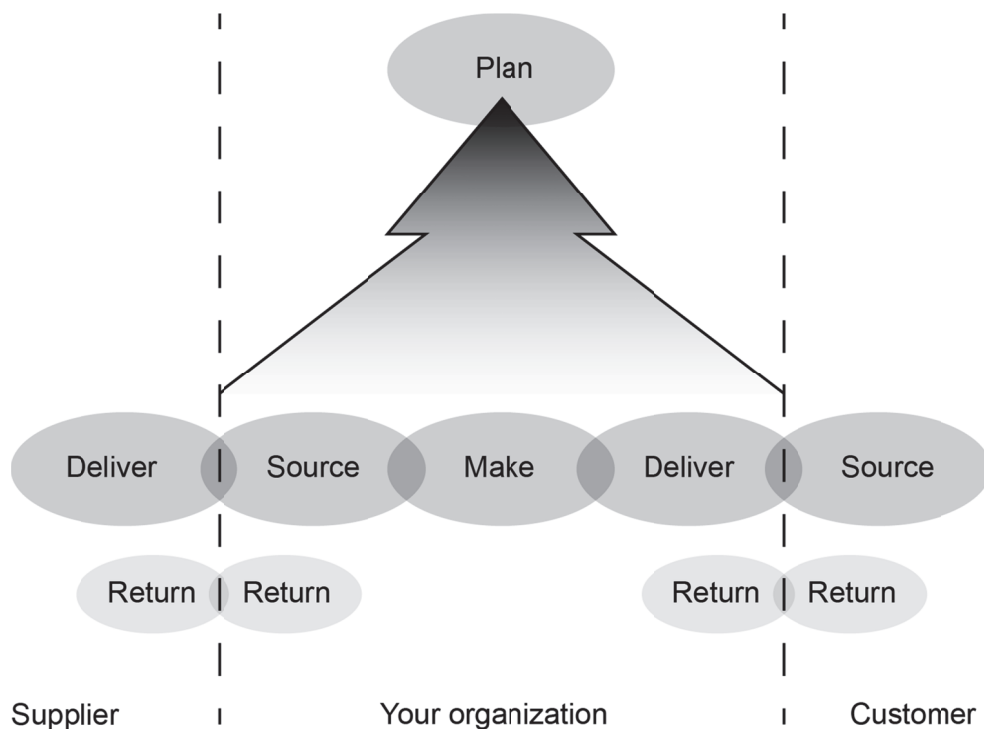 Plan
Deliver Source Make Deliver Source
Return Return Return Return
Supplier Your organization Customer